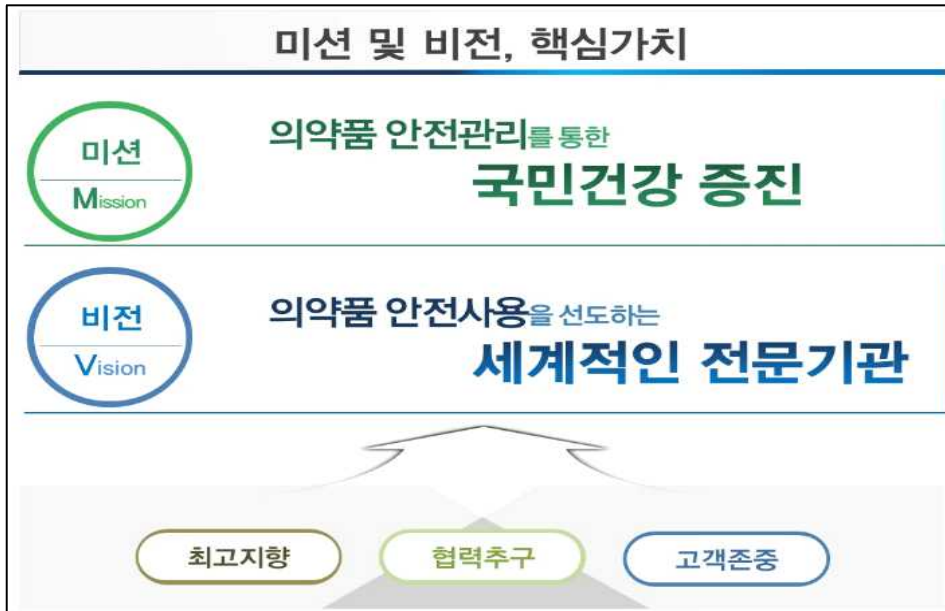 미션 및 비전, 핵심가치
미션
Mission
의약품 안전관리를 통한
국민건강 증진
비전
Vision
의약품 안전사용을 선도하는
세계적인 전문기관
최고지향
협력추구
고객존중